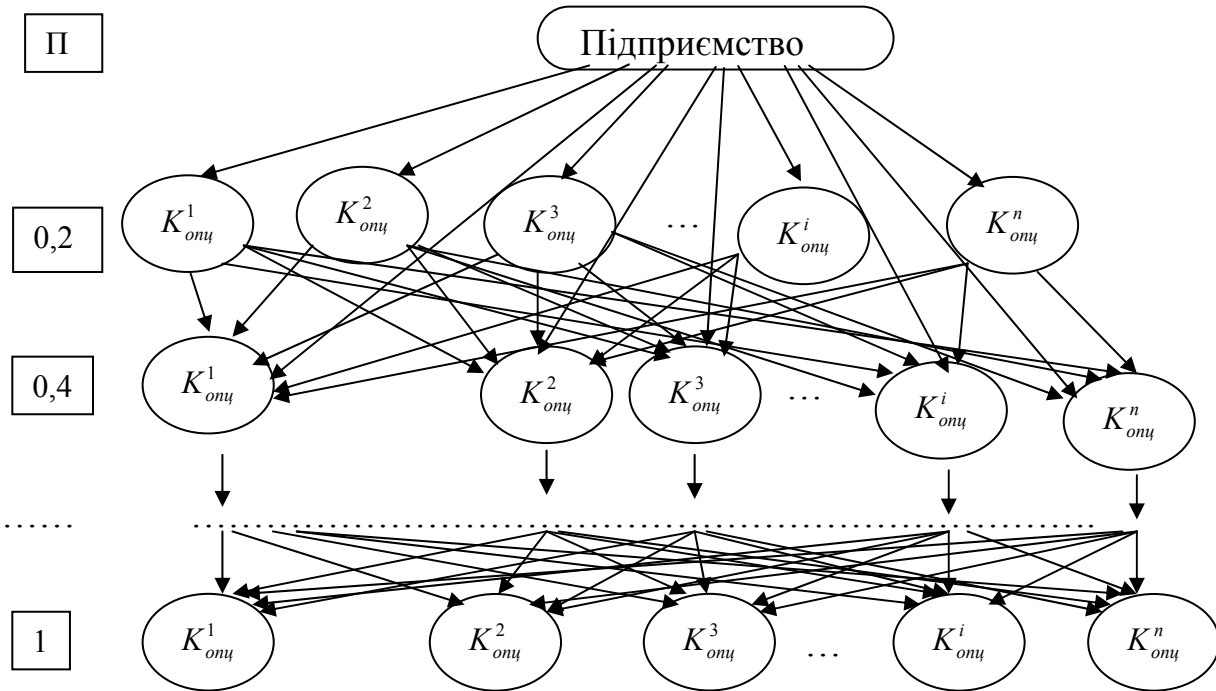 П Підприємство
0,2 K¹опц K²опц K³опц … Kⁱопц Kⁿопц
0,4 K¹опц K²опц K³опц … Kⁱопц Kⁿопц
…… ……………………………………………
1 K¹опц K²опц K³опц … Kⁱопц Kⁿопц